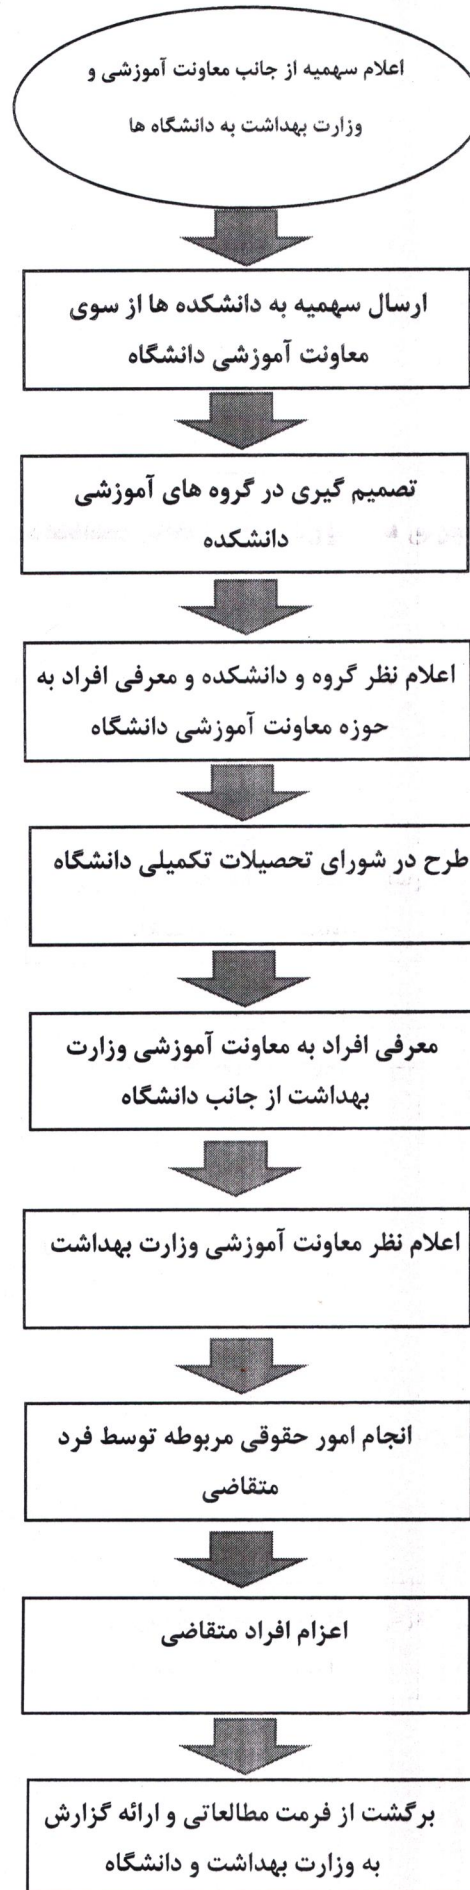 اعلام سهمیه از جانب معاونت آموزشی و
وزارت بهداشت به دانشگاه ها
ارسال سهمیه به دانشکده ها از سوی
معاونت آموزشی دانشگاه
تصمیم گیری در گروه های آموزشی
دانشکده
اعلام نظر گروه و دانشکده و معرفی افراد به
حوزه معاونت آموزشی دانشگاه
طرح در شورای تحصیلات تکمیلی دانشگاه
معرفی افراد به معاونت آموزشی وزارت
بهداشت از جانب دانشگاه
اعلام نظر معاونت آموزشی وزارت بهداشت
انجام امور حقوقی مربوطه توسط فرد
متقاضی
اعزام افراد متقاضی
برگشت از فرمت مطالعاتی و ارائه گزارش
به وزارت بهداشت و دانشگاه